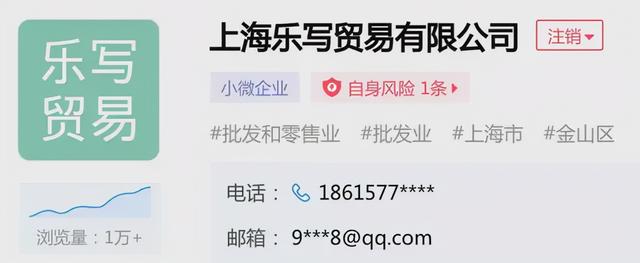 乐写
贸易
上海乐写贸易有限公司 注销
小微企业 自身风险 1条
#批发和零售业 #批发业 #上海市 #金山区
电话： 1861577****
浏览量：1万+
邮箱： 9***8@qq.com